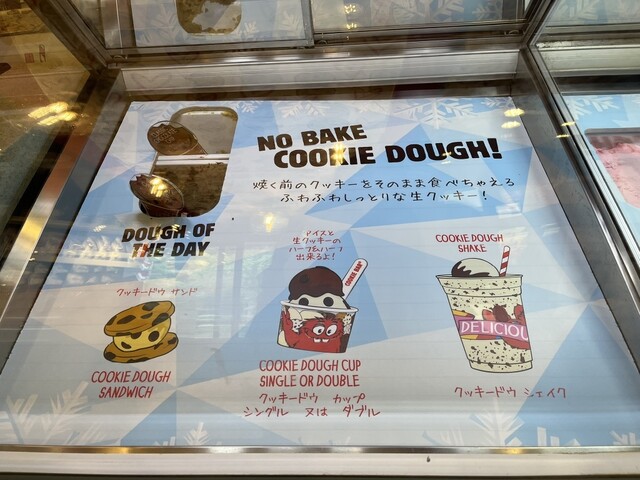 NO BAKE
COOKIE DOUGH!
焼く前のクッキーをそのまま食べちゃえる
ふわふわしっとりな生クッキー!
DOUGH OF
THE DAY
クッキードウ サンド
COOKIE DOUGH
SANDWICH
アイスと
生クッキーの
ハーフ&ハーフ
出来るよ!
COOKIE DOUGH CUP
SINGLE OR DOUBLE
クッキードウ カップ
シングル 又は ダブル
COOKIE DOUGH
SHAKE
DELICIOU
クッキードウ シェイク